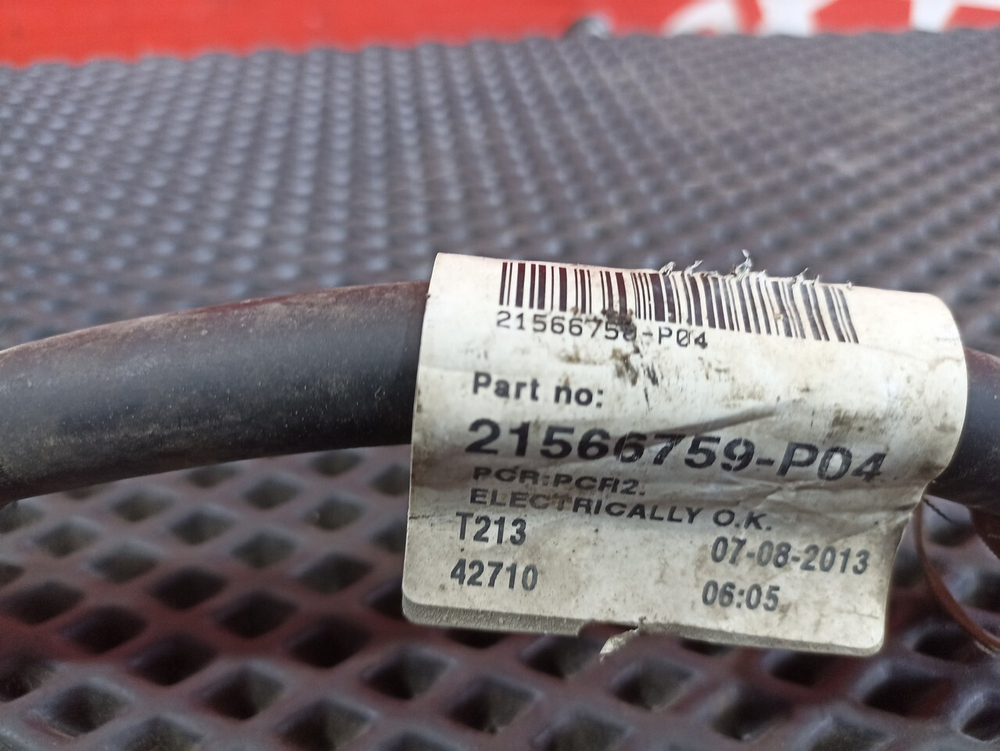 21566759-P04
Part no:
21566759-P04
PCR:PCR2.
ELECTRICALLY O.K.
T213
07-08-2013
42710
06:05